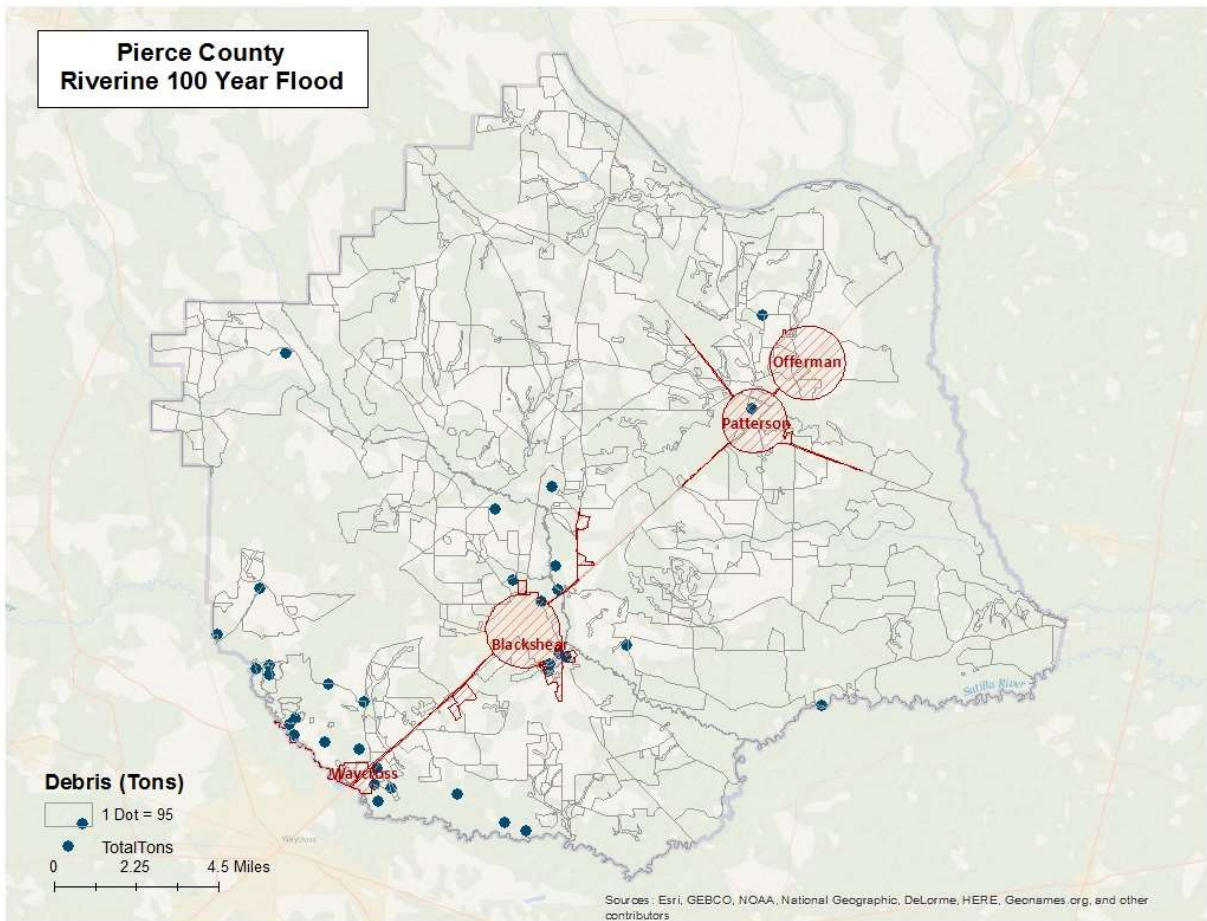 Pierce County
Riverine 100 Year Flood
Offerman
Patterson
Blackshear
Satilla River
Waycross
Debris (Tons)
1 Dot = 95
TotalTons
Waycross
0 2.25 4.5 Miles
Sources: Esri, GEBCO, NOAA, National Geographic, DeLorme, HERE, Geonames.org, and other
contributors